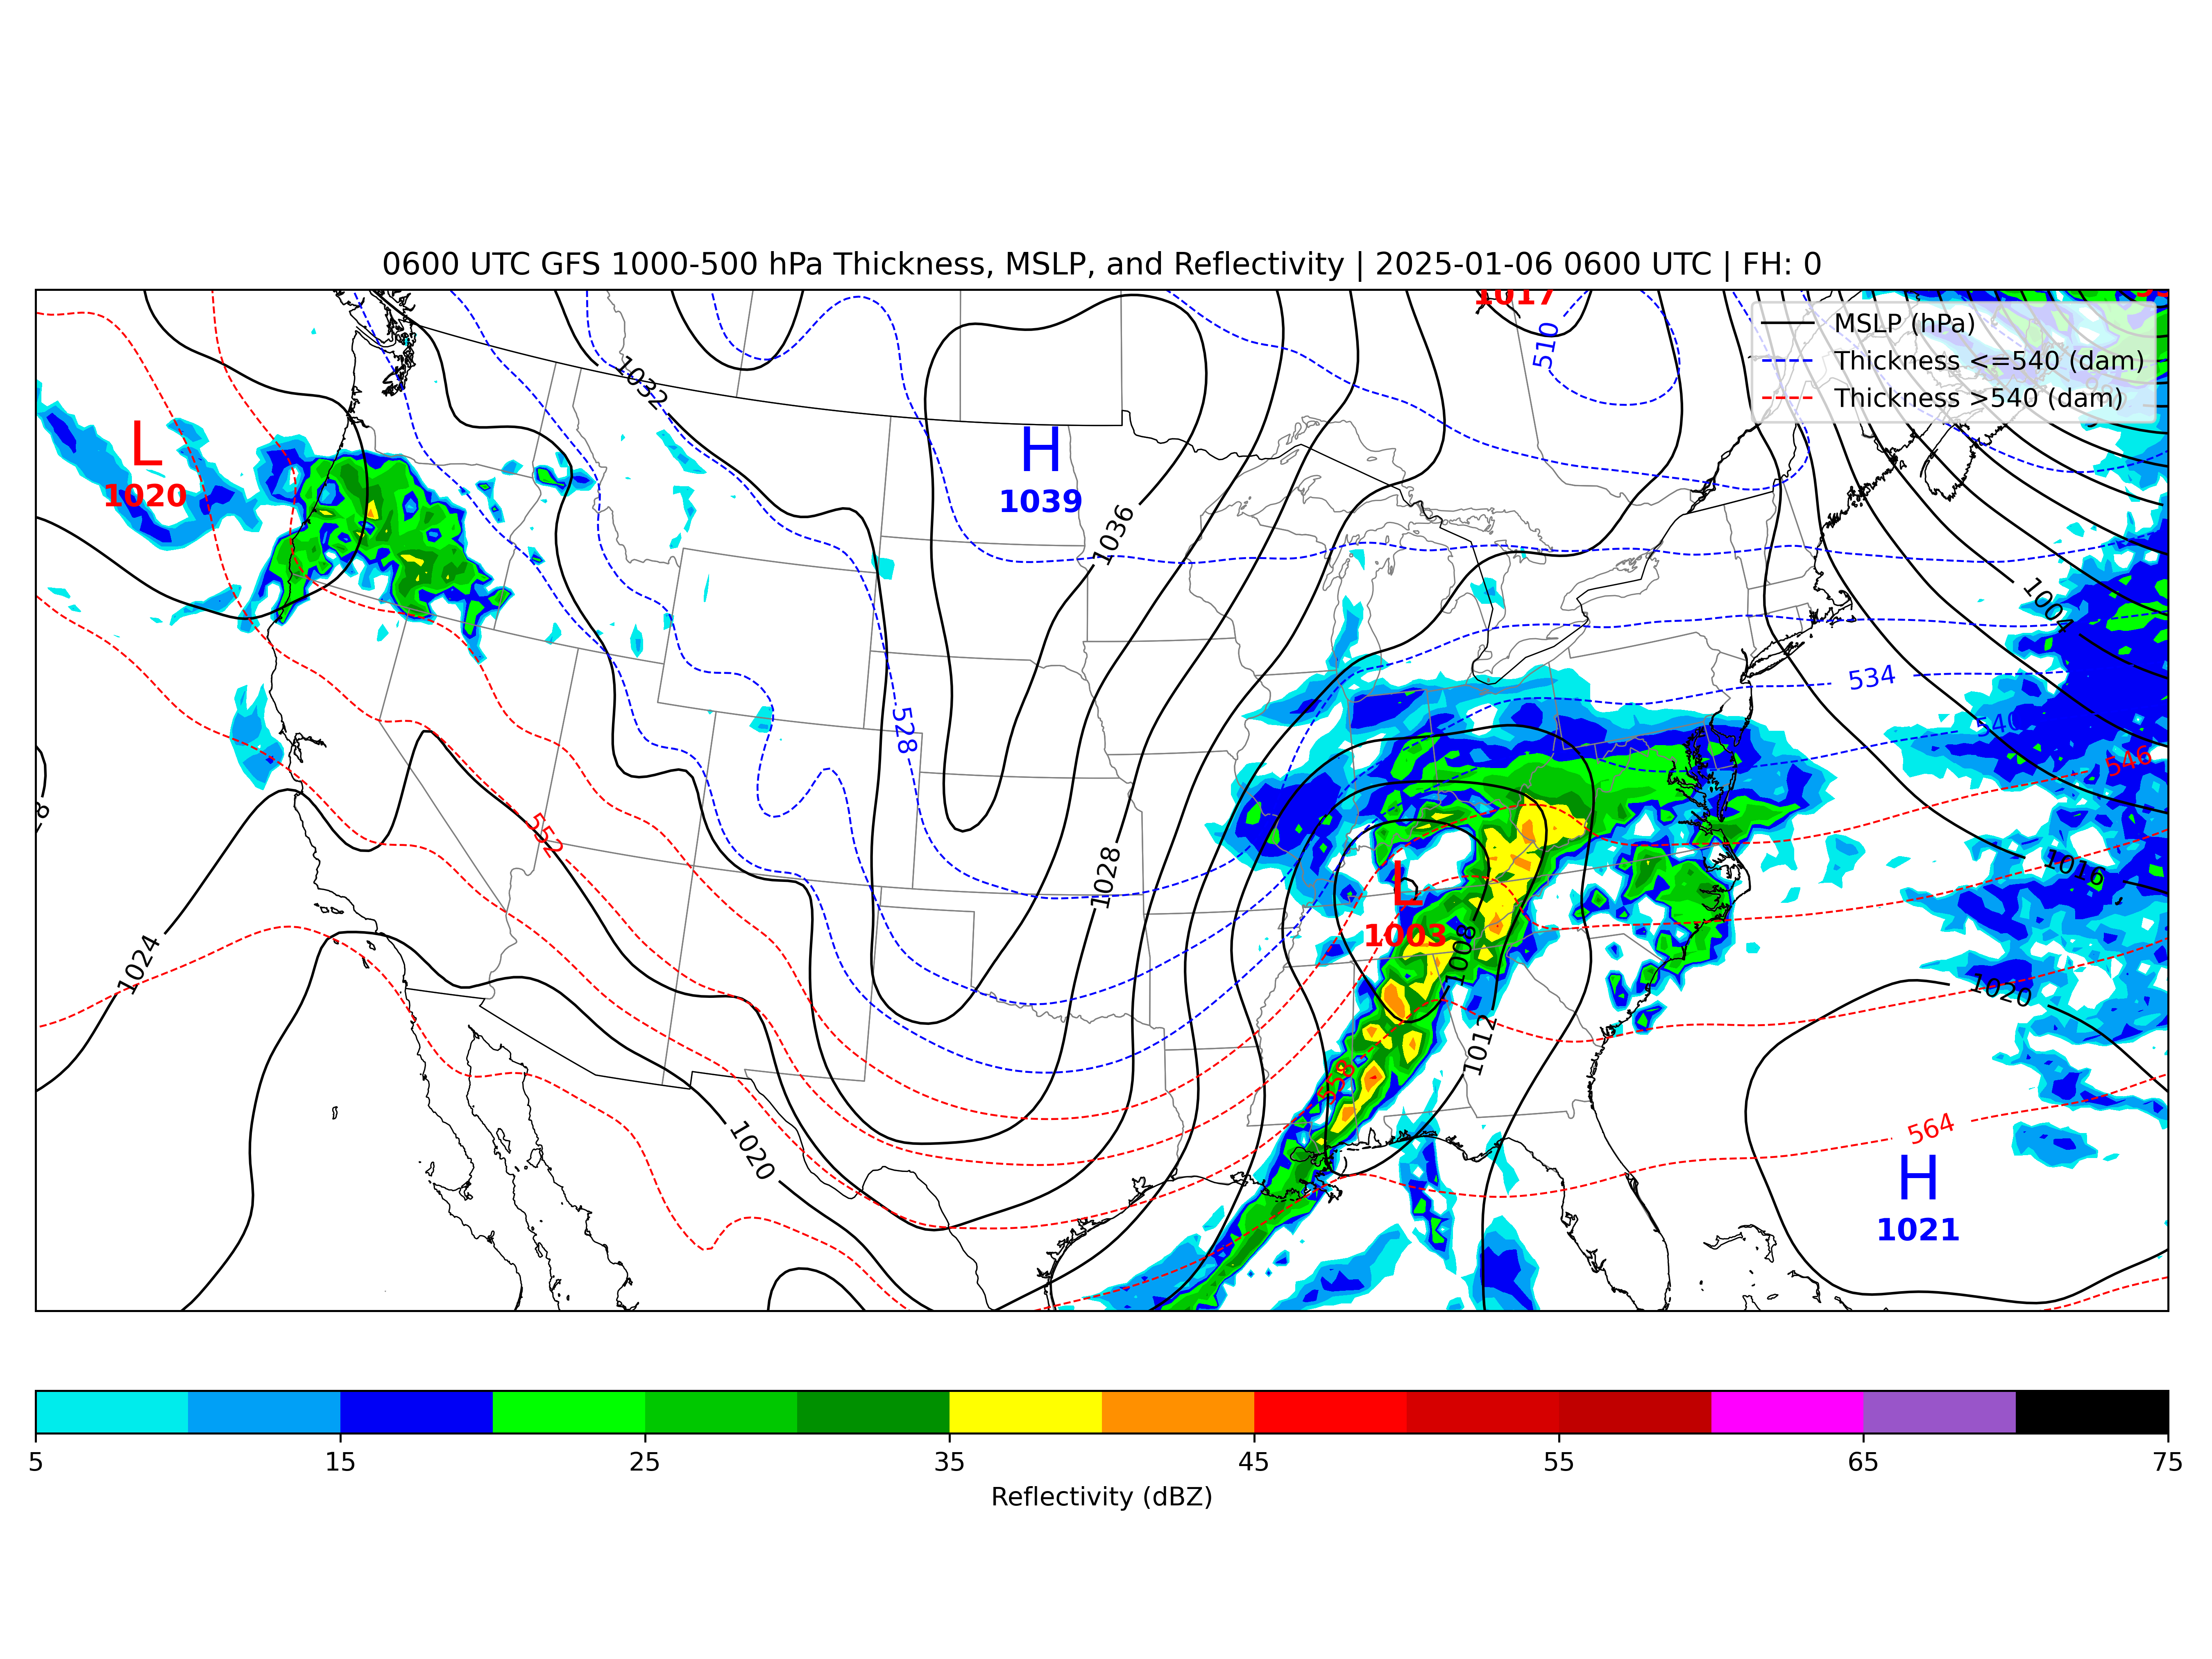 0600 UTC GFS 1000-500 hPa Thickness, MSLP, and Reflectivity | 2025-01-06 0600 UTC | FH: 0
1017
MSLP (hPa)
Thickness <=540 (dam)
Thickness >540 (dam)
510
1032
L
1020
H
1039
1036
1004
534
528
540
546
552
1028
1016
L
1003
1008
1024
1020
1012
558
1020
564
H
1021
5 15 25 35 45 55 65 75
Reflectivity (dBZ)